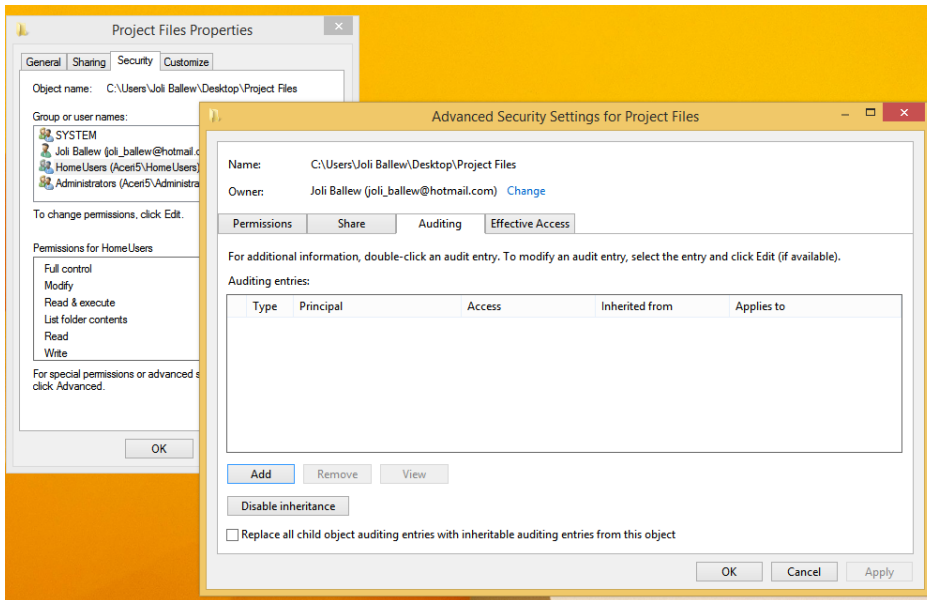 Project Files Properties
General Sharing Security Customize
Object name: C:\Users\Joli Ballew\Desktop\Project Files
Group or user names:
SYSTEM
Joli Ballew (joli_ballew@hotmail.c
HomeUsers (Aceri5\HomeUsers)
Administrators (Aceri5\Administra
To change permissions, click Edit.
Permissions for HomeUsers
Full control
Modify
Read & execute
List folder contents
Read
Write
For special permissions or advanced s
click Advanced.
OK
Advanced Security Settings for Project Files
Name: C:\Users\Joli Ballew\Desktop\Project Files
Owner: Joli Ballew (joli_ballew@hotmail.com) Change
Permissions Share Auditing Effective Access
For additional information, double-click an audit entry. To modify an audit entry, select the entry and click Edit (if available).
Auditing entries:
Type Principal Access Inherited from Applies to
Add Remove View
Disable inheritance
Replace all child object auditing entries with inheritable auditing entries from this object
OK Cancel Apply